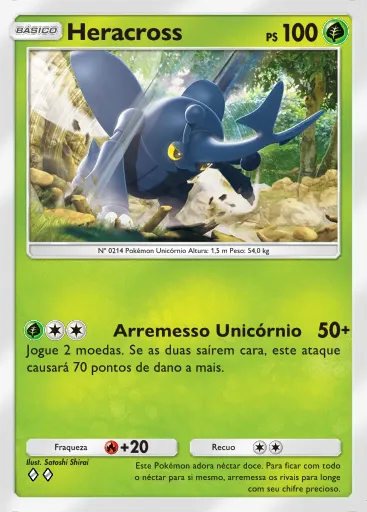 BÁSICO Heracross PS 100
Nº 0214 Pokémon Unicórnio Altura: 1,5 m Peso: 54,0 kg
Arremesso Unicórnio 50+
Jogue 2 moedas. Se as duas saírem cara, este ataque
causará 70 pontos de dano a mais.
Fraqueza +20 Recuo
Ilust. Satoshi Shirai
Este Pokémon adora néctar doce. Para ficar com todo
o néctar para si mesmo, arremessa os rivais para longe
com seu chifre precioso.